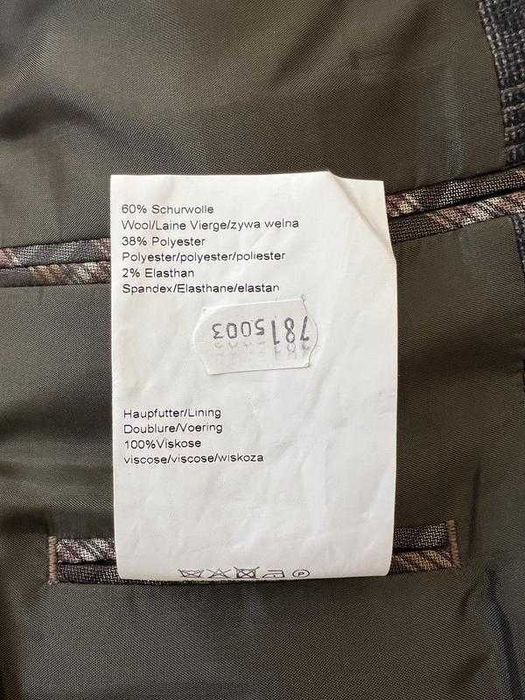 60% Schurwolle
Wool/Laine Vierge/zywa welna
38% Polyester
Polyester/polyester/poliester
2% Elasthan
Spandex/Elasthane/elastan
7815003
Haupfutter/Lining
Doublure/Voering
100%Viskose
viscose/viscose/wiskoza
P